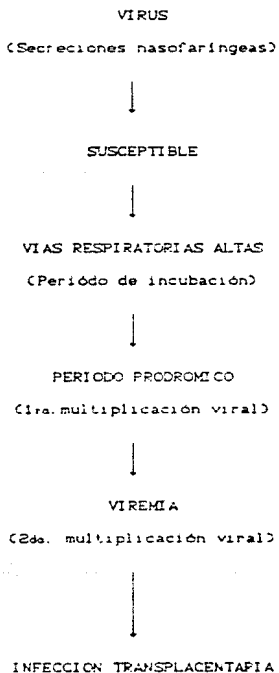 VIRUS
(Secreciones nasofaríngeas)
SUSCEPTIBLE
VIAS RESPIRATORIAS ALTAS
(Periódo de incubación)
PERIODO PRODROMICO
(1ra. multiplicación viral)
VIREMIA
(2da. multiplicación viral)
INFECCION TRANSPLACENTARIA